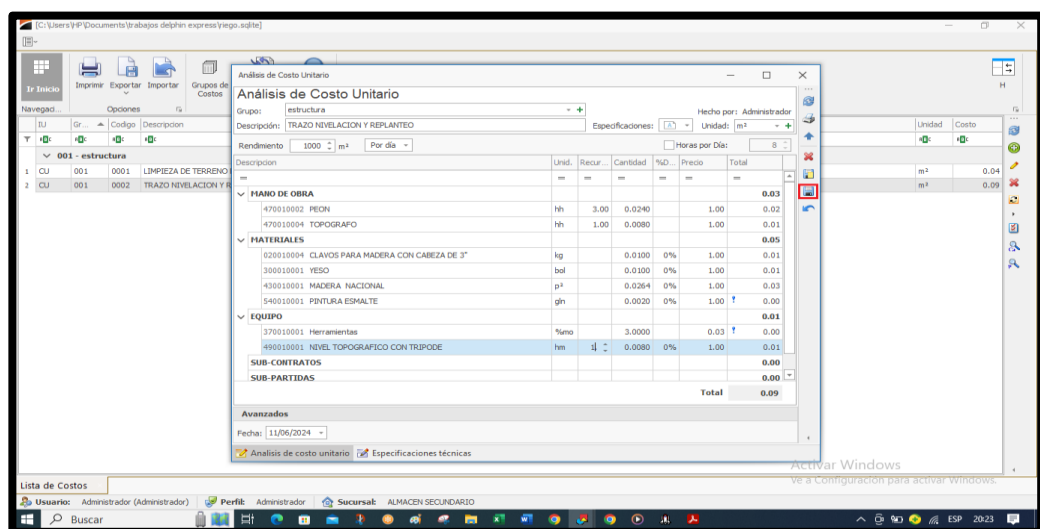 [C:\Users\HP\Documents\trabajos delphin express\riego.sqlite]
Ir Inicio
Imprimir Exportar Importar Grupos de Costos
H
Navegaci... Opciones
IU Gr... Codigo Descripcion Unidad Costo
001 - estructura
1 CU 001 0001 LIMPIEZA DE TERRENO m² 0.04
2 CU 001 0002 TRAZO NIVELACION Y R m² 0.09
Análisis de Costo Unitario
Análisis de Costo Unitario
Grupo: estructura Hecho por: Administrador
Descripción: TRAZO NIVELACION Y REPLANTEO Especificaciones: Unidad: m²
Rendimiento 1000 m² Por día Horas por Día: 8
Descripcion Unid. Recur... Cantidad %D... Precio Total
MANO DE OBRA 0.03
470010002 PEON hh 3.00 0.0240 1.00 0.02
470010004 TOPOGRAFO hh 1.00 0.0080 1.00 0.01
MATERIALES 0.05
020010004 CLAVOS PARA MADERA CON CABEZA DE 3" kg 0.0100 0% 1.00 0.01
300010001 YESO bol 0.0100 0% 1.00 0.01
430010001 MADERA NACIONAL p² 0.0264 0% 1.00 0.03
540010001 PINTURA ESMALTE gln 0.0020 0% 1.00 0.00
EQUIPO 0.01
370010001 Herramientas %mo 3.0000 0.03 0.00
490010001 NIVEL TOPOGRAFICO CON TRIPODE hm 1 0.0080 0% 1.00 0.01
SUB-CONTRATOS 0.00
SUB-PARTIDAS 0.00
Total 0.09
Avanzados
Fecha: 11/06/2024
Analisis de costo unitario Especificaciones técnicas
Activar Windows
Ve a Configuración para activar Windows.
Lista de Costos
Usuario: Administrador (Administrador) Perfil: Administrador Sucursal: ALMACEN SECUNDARIO
Buscar
ESP 20:23